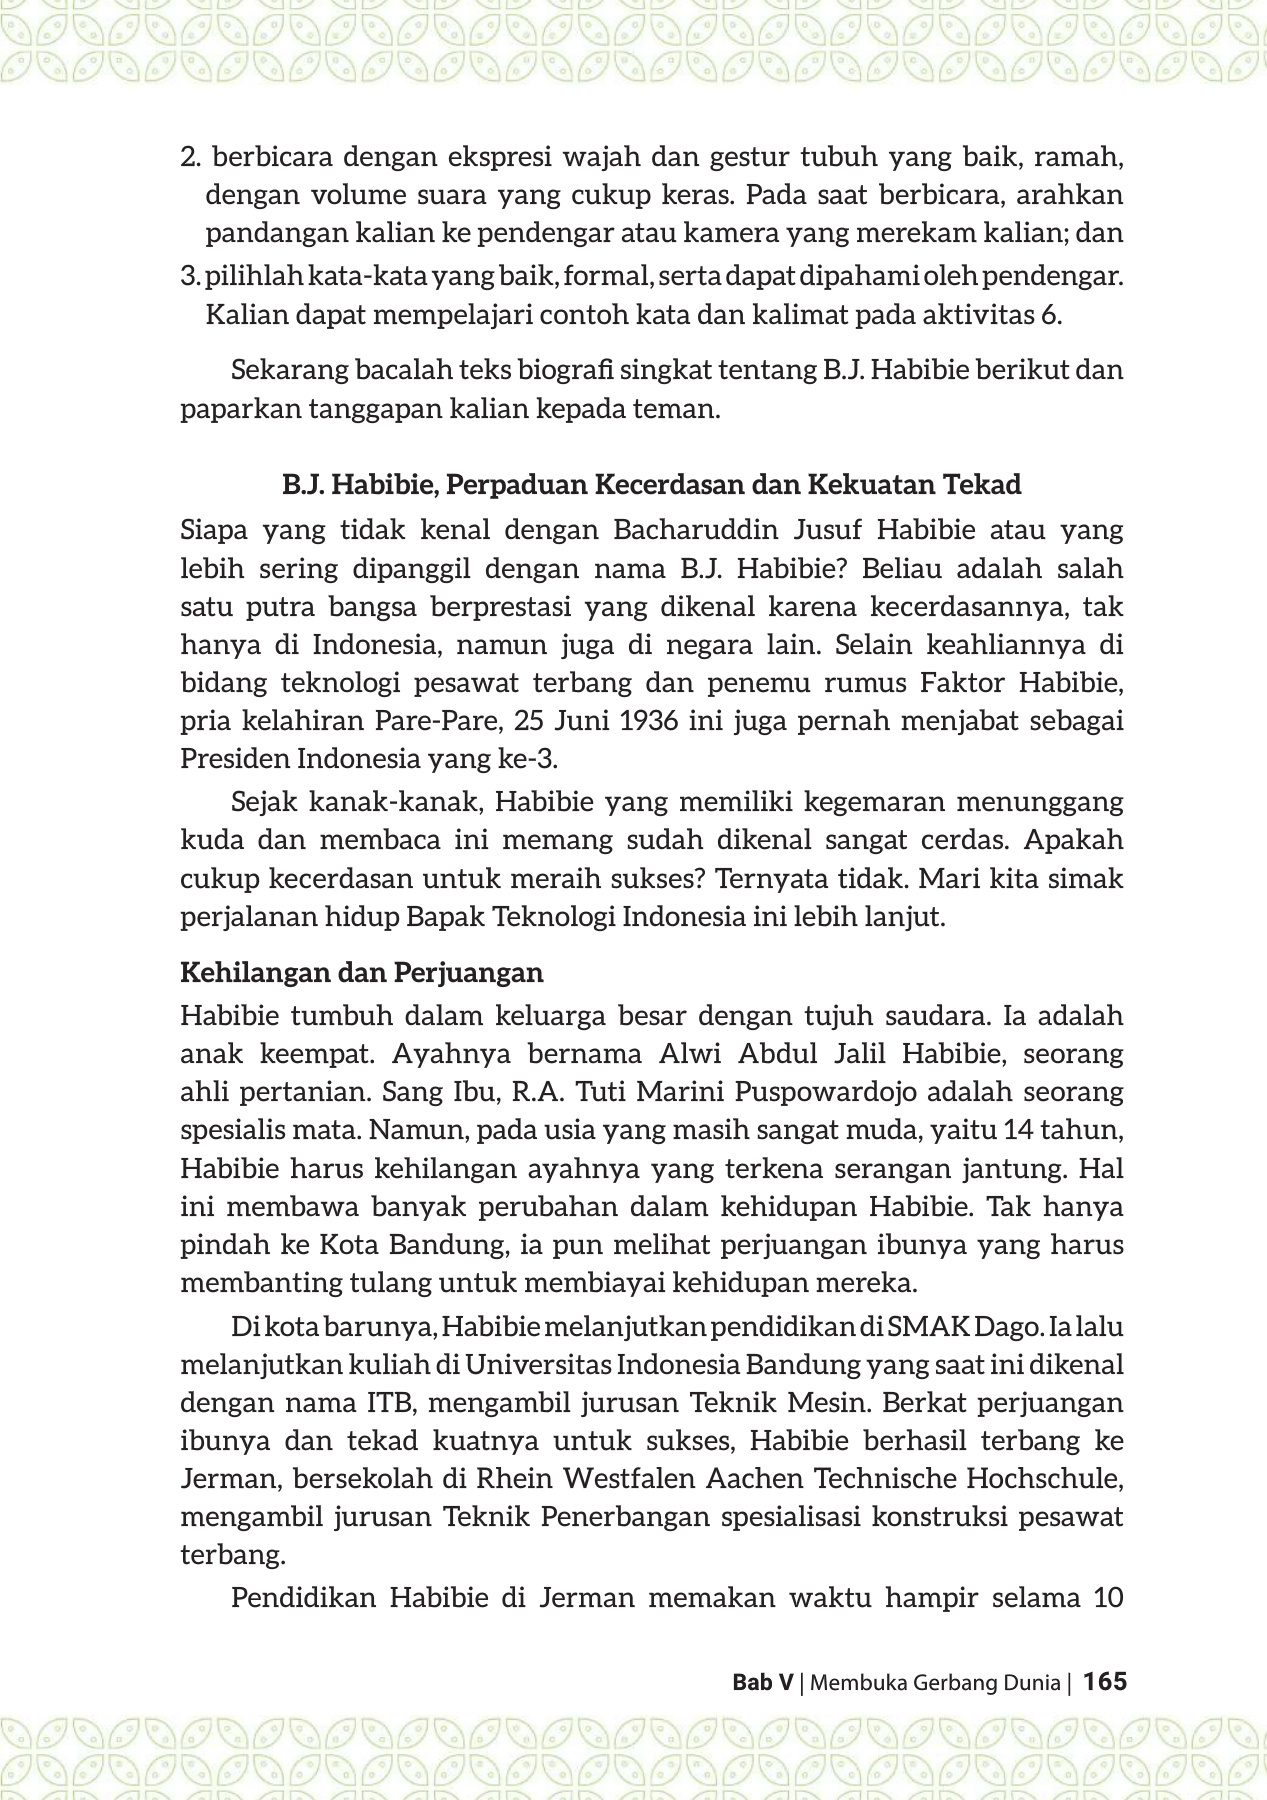 2. berbicara dengan ekspresi wajah dan gestur tubuh yang baik, ramah,
dengan volume suara yang cukup keras. Pada saat berbicara, arahkan
pandangan kalian ke pendengar atau kamera yang merekam kalian; dan
3. pilihlah kata-kata yang baik, formal, serta dapat dipahami oleh pendengar.
Kalian dapat mempelajari contoh kata dan kalimat pada aktivitas 6.
Sekarang bacalah teks biografi singkat tentang B.J. Habibie berikut dan
paparkan tanggapan kalian kepada teman.
B.J. Habibie, Perpaduan Kecerdasan dan Kekuatan Tekad
Siapa yang tidak kenal dengan Bacharuddin Jusuf Habibie atau yang
lebih sering dipanggil dengan nama B.J. Habibie? Beliau adalah salah
satu putra bangsa berprestasi yang dikenal karena kecerdasannya, tak
hanya di Indonesia, namun juga di negara lain. Selain keahliannya di
bidang teknologi pesawat terbang dan penemu rumus Faktor Habibie,
pria kelahiran Pare-Pare, 25 Juni 1936 ini juga pernah menjabat sebagai
Presiden Indonesia yang ke-3.
Sejak kanak-kanak, Habibie yang memiliki kegemaran menunggang
kuda dan membaca ini memang sudah dikenal sangat cerdas. Apakah
cukup kecerdasan untuk meraih sukses? Ternyata tidak. Mari kita simak
perjalanan hidup Bapak Teknologi Indonesia ini lebih lanjut.
Kehilangan dan Perjuangan
Habibie tumbuh dalam keluarga besar dengan tujuh saudara. Ia adalah
anak keempat. Ayahnya bernama Alwi Abdul Jalil Habibie, seorang
ahli pertanian. Sang Ibu, R.A. Tuti Marini Puspowardojo adalah seorang
spesialis mata. Namun, pada usia yang masih sangat muda, yaitu 14 tahun,
Habibie harus kehilangan ayahnya yang terkena serangan jantung. Hal
ini membawa banyak perubahan dalam kehidupan Habibie. Tak hanya
pindah ke Kota Bandung, ia pun melihat perjuangan ibunya yang harus
membanting tulang untuk membiayai kehidupan mereka.
Di kota barunya, Habibie melanjutkan pendidikan di SMAK Dago. Ia lalu
melanjutkan kuliah di Universitas Indonesia Bandung yang saat ini dikenal
dengan nama ITB, mengambil jurusan Teknik Mesin. Berkat perjuangan
ibunya dan tekad kuatnya untuk sukses, Habibie berhasil terbang ke
Jerman, bersekolah di Rhein Westfalen Aachen Technische Hochschule,
mengambil jurusan Teknik Penerbangan spesialisasi konstruksi pesawat
terbang.
Pendidikan Habibie di Jerman memakan waktu hampir selama 10
Bab V | Membuka Gerbang Dunia | 165